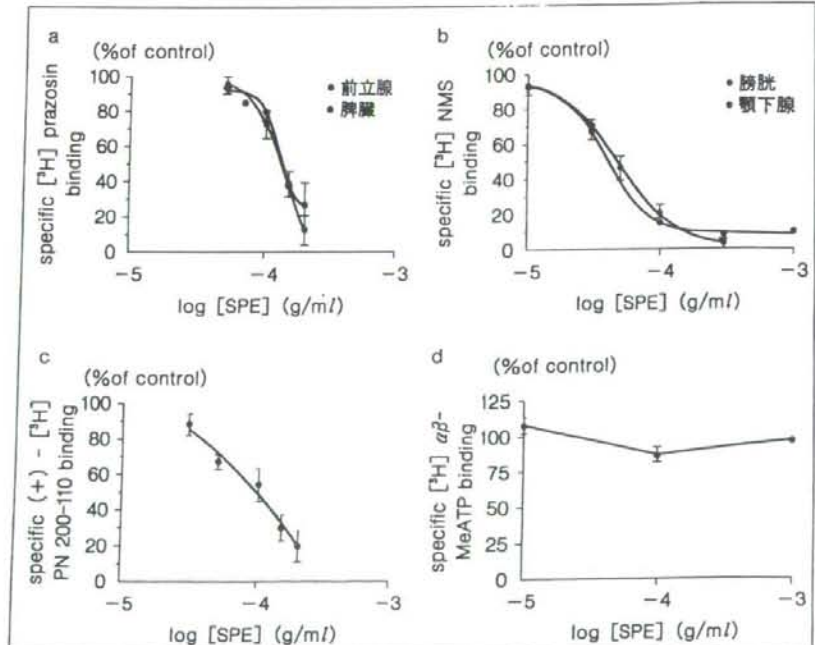 a
(%of control)
specific [³H] prazosin
binding
100
80
60
40
20
0
-5
-4
-3
log [SPE] (g/ml)
● 前立腺
● 脾臓
b
(%of control)
specific [³H] NMS
binding
100
80
60
40
20
0
-5
-4
-3
log [SPE] (g/ml)
● 膀胱
● 顎下腺
c
(%of control)
specific (+) - [³H]
PN 200-110 binding
100
80
60
40
20
0
-5
-4
-3
log [SPE] (g/ml)
d
(%of control)
specific [³H] αβ-
MeATP binding
125
100
75
50
25
0
-5
-4
-3
log [SPE] (g/ml)